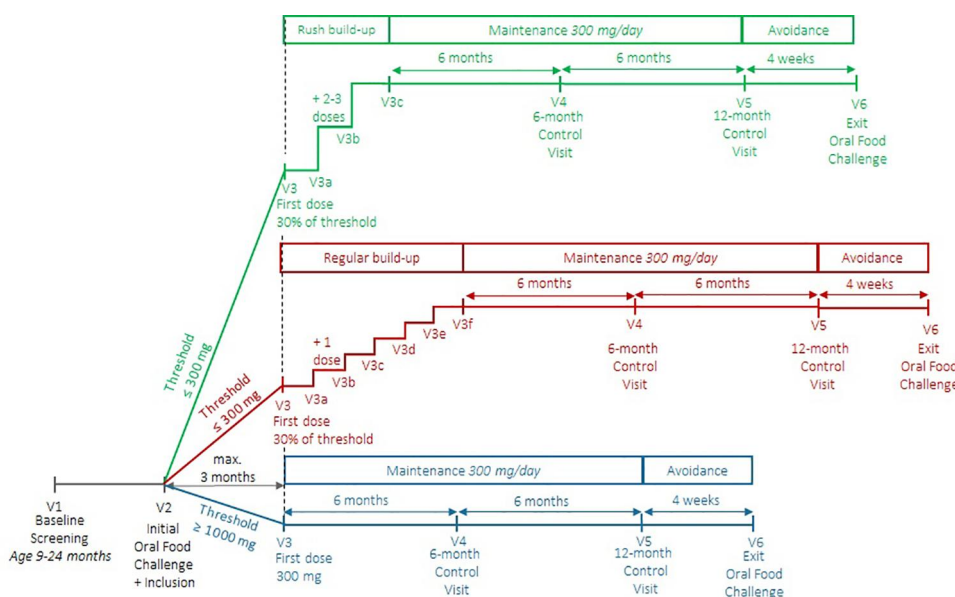 Rush build-up
Maintenance 300 mg/day
Avoidance
6 months
6 months
4 weeks
+ 2-3
doses
V3c
V3b
V3a
V3
First dose
30% of threshold
V4
6-month
Control
Visit
V5
12-month
Control
Visit
V6
Exit
Oral Food
Challenge
Threshold
≤ 300 mg
Regular build-up
Maintenance 300 mg/day
Avoidance
6 months
6 months
4 weeks
+ 1
dose
V3f
V3e
V3d
V3c
V3b
V3a
V3
First dose
30% of threshold
V4
6-month
Control
Visit
V5
12-month
Control
Visit
V6
Exit
Oral Food
Challenge
Threshold
≤ 300 mg
max.
3 months
Maintenance 300 mg/day
Avoidance
6 months
6 months
4 weeks
V1
Baseline
Screening
Age 9-24 months
V2
Initial
Oral Food
Challenge
+ Inclusion
Threshold
≥ 1000 mg
V3
First dose
300 mg
V4
6-month
Control
Visit
V5
12-month
Control
Visit
V6
Exit
Oral Food
Challenge